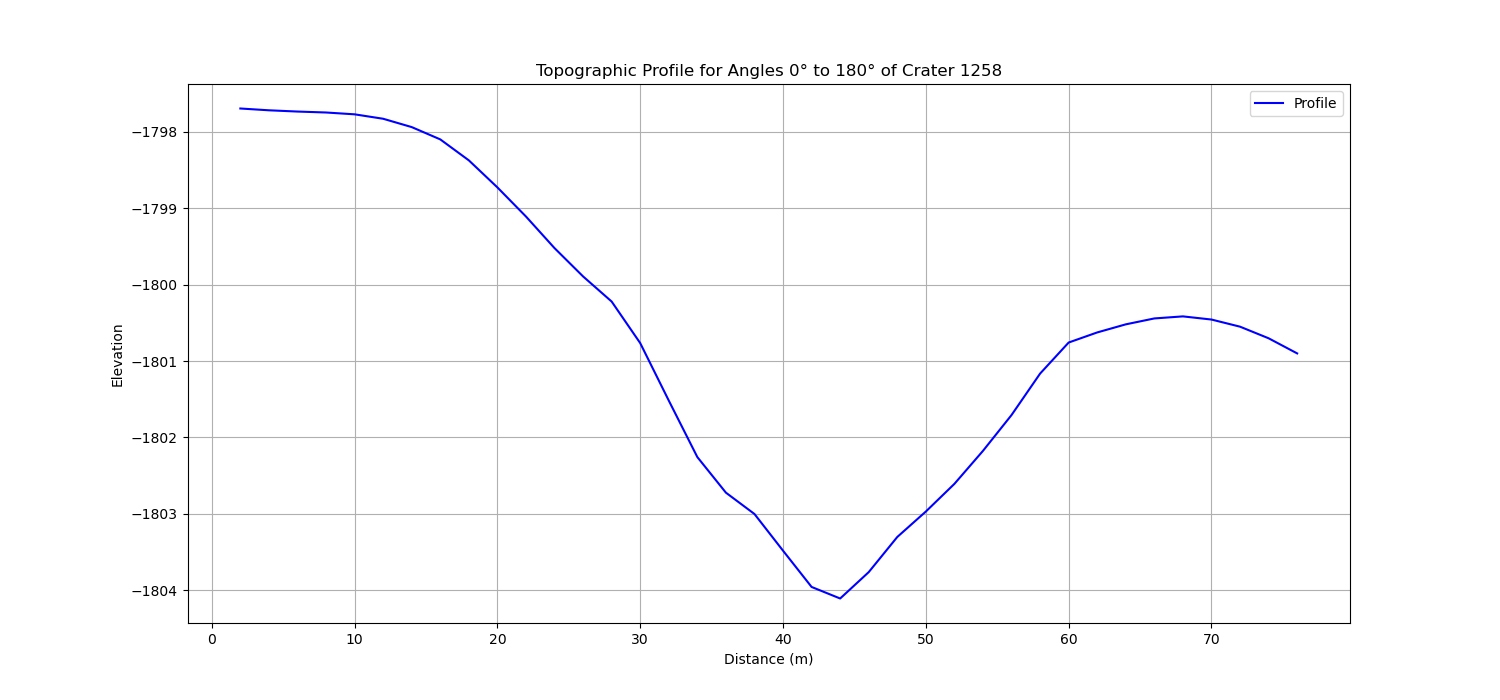 Topographic Profile for Angles 0° to 180° of Crater 1258
Profile
−1798
−1799
−1800
−1801
−1802
−1803
−1804
Elevation
0 10 20 30 40 50 60 70
Distance (m)